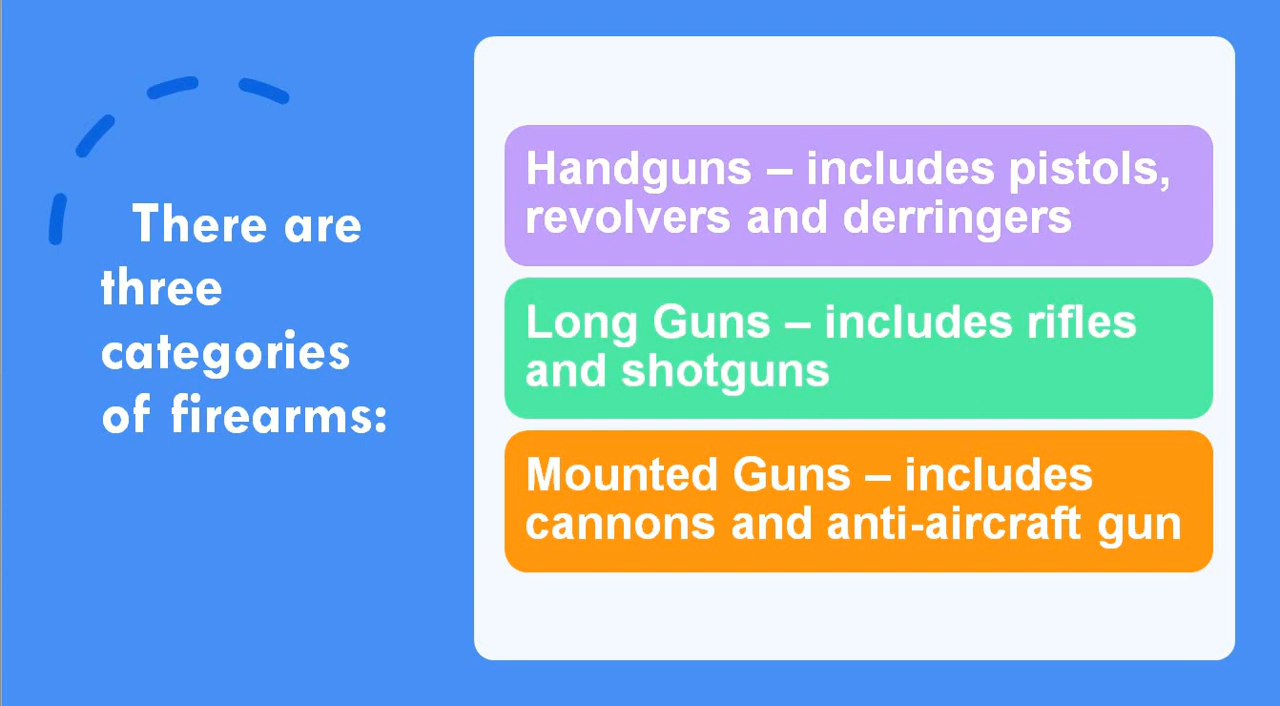 There are
three
categories
of firearms:
Handguns – includes pistols,
revolvers and derringers
Long Guns – includes rifles
and shotguns
Mounted Guns – includes
cannons and anti-aircraft gun